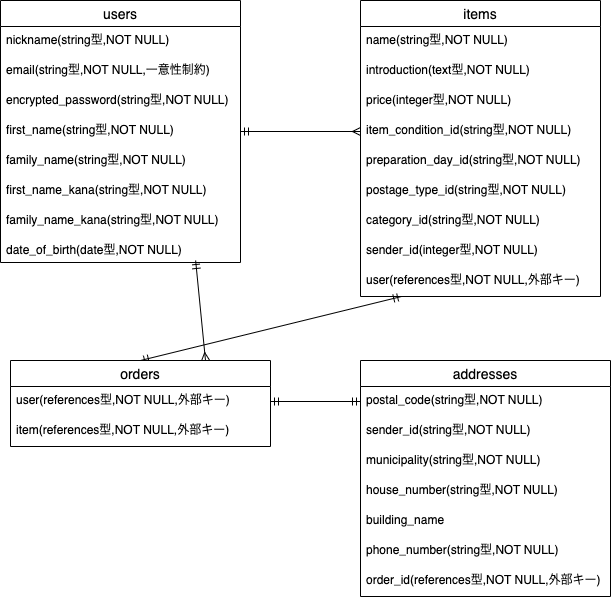 users
nickname(string型,NOT NULL)
email(string型,NOT NULL,一意性制約)
encrypted_password(string型,NOT NULL)
first_name(string型,NOT NULL)
family_name(string型,NOT NULL)
first_name_kana(string型,NOT NULL)
family_name_kana(string型,NOT NULL)
date_of_birth(date型,NOT NULL)
items
name(string型,NOT NULL)
introduction(text型,NOT NULL)
price(integer型,NOT NULL)
item_condition_id(string型,NOT NULL)
preparation_day_id(string型,NOT NULL)
postage_type_id(string型,NOT NULL)
category_id(string型,NOT NULL)
sender_id(integer型,NOT NULL)
user(references型,NOT NULL,外部キー)
orders
user(references型,NOT NULL,外部キー)
item(references型,NOT NULL,外部キー)
addresses
postal_code(string型,NOT NULL)
sender_id(string型,NOT NULL)
municipality(string型,NOT NULL)
house_number(string型,NOT NULL)
building_name
phone_number(string型,NOT NULL)
order_id(references型,NOT NULL,外部キー)